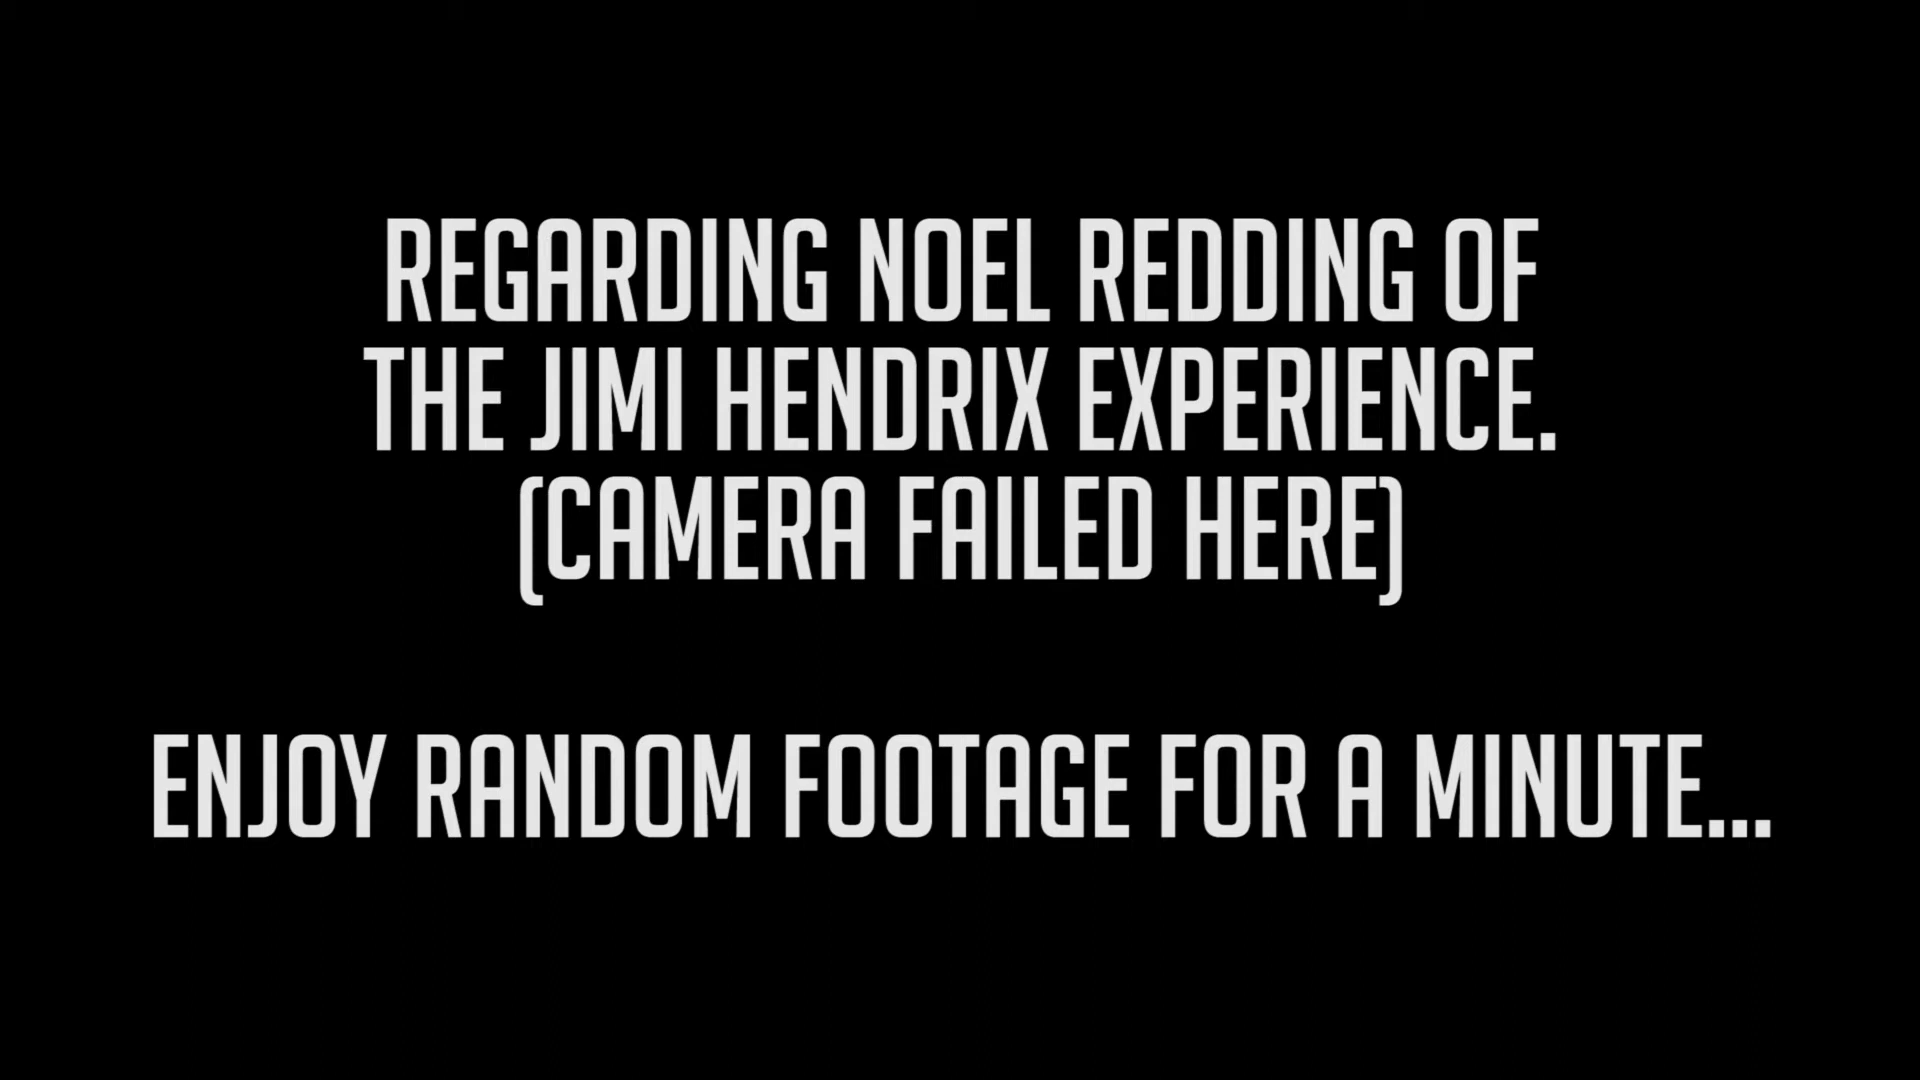 REGARDING NOEL REDDING OF
THE JIMI HENDRIX EXPERIENCE.
(CAMERA FAILED HERE)
ENJOY RANDOM FOOTAGE FOR A MINUTE...